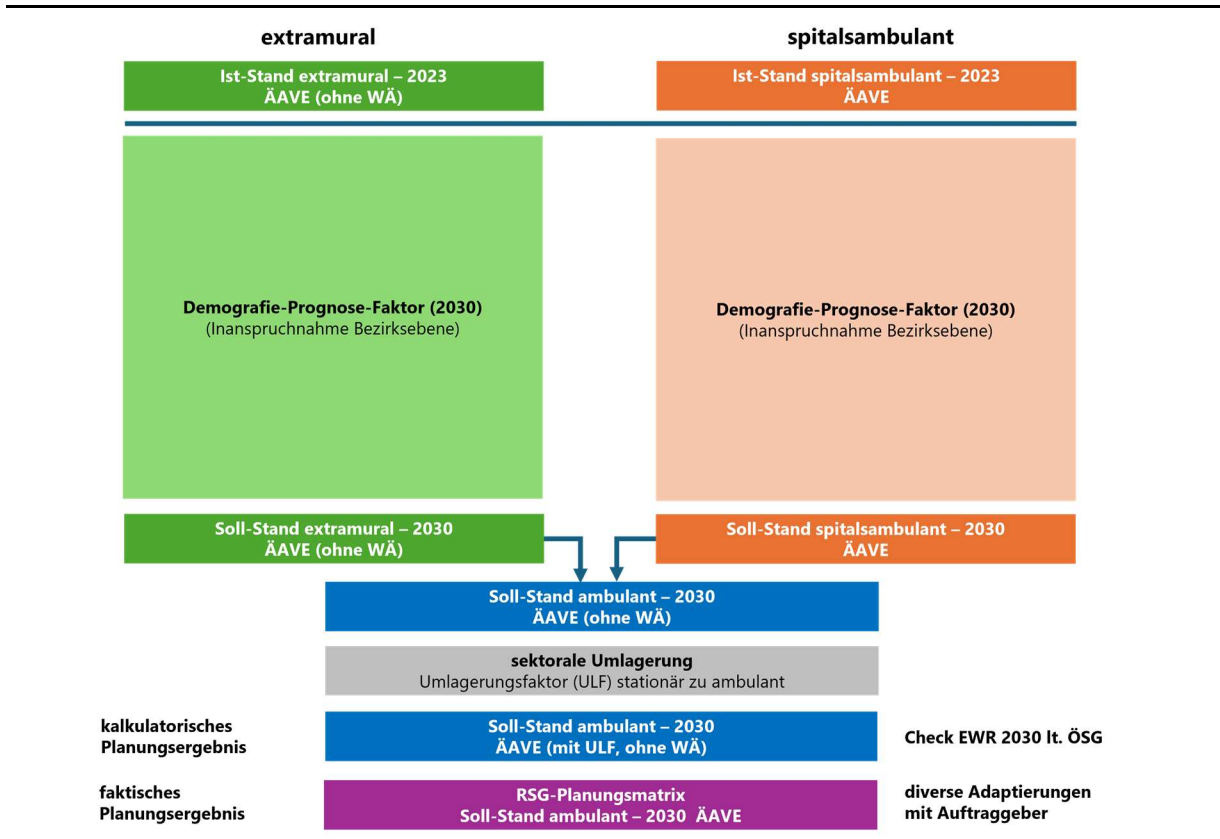 extramural
spitalsambulant
Ist-Stand extramural – 2023
ÄAVE (ohne WÄ)
Ist-Stand spitalsambulant – 2023
ÄAVE
Demografie-Prognose-Faktor (2030)
(Inanspruchnahme Bezirksebene)
Demografie-Prognose-Faktor (2030)
(Inanspruchnahme Bezirksebene)
Soll-Stand extramural – 2030
ÄAVE (ohne WÄ)
Soll-Stand spitalsambulant – 2030
ÄAVE
Soll-Stand ambulant – 2030
ÄAVE (ohne WÄ)
sektorale Umlagerung
Umlagerungsfaktor (ULF) stationär zu ambulant
kalkulatorisches
Planungsergebnis
Soll-Stand ambulant – 2030
ÄAVE (mit ULF, ohne WÄ)
Check EWR 2030 lt. ÖSG
faktisches
Planungsergebnis
RSG-Planungsmatrix
Soll-Stand ambulant – 2030 ÄAVE
diverse Adaptierungen
mit Auftraggeber